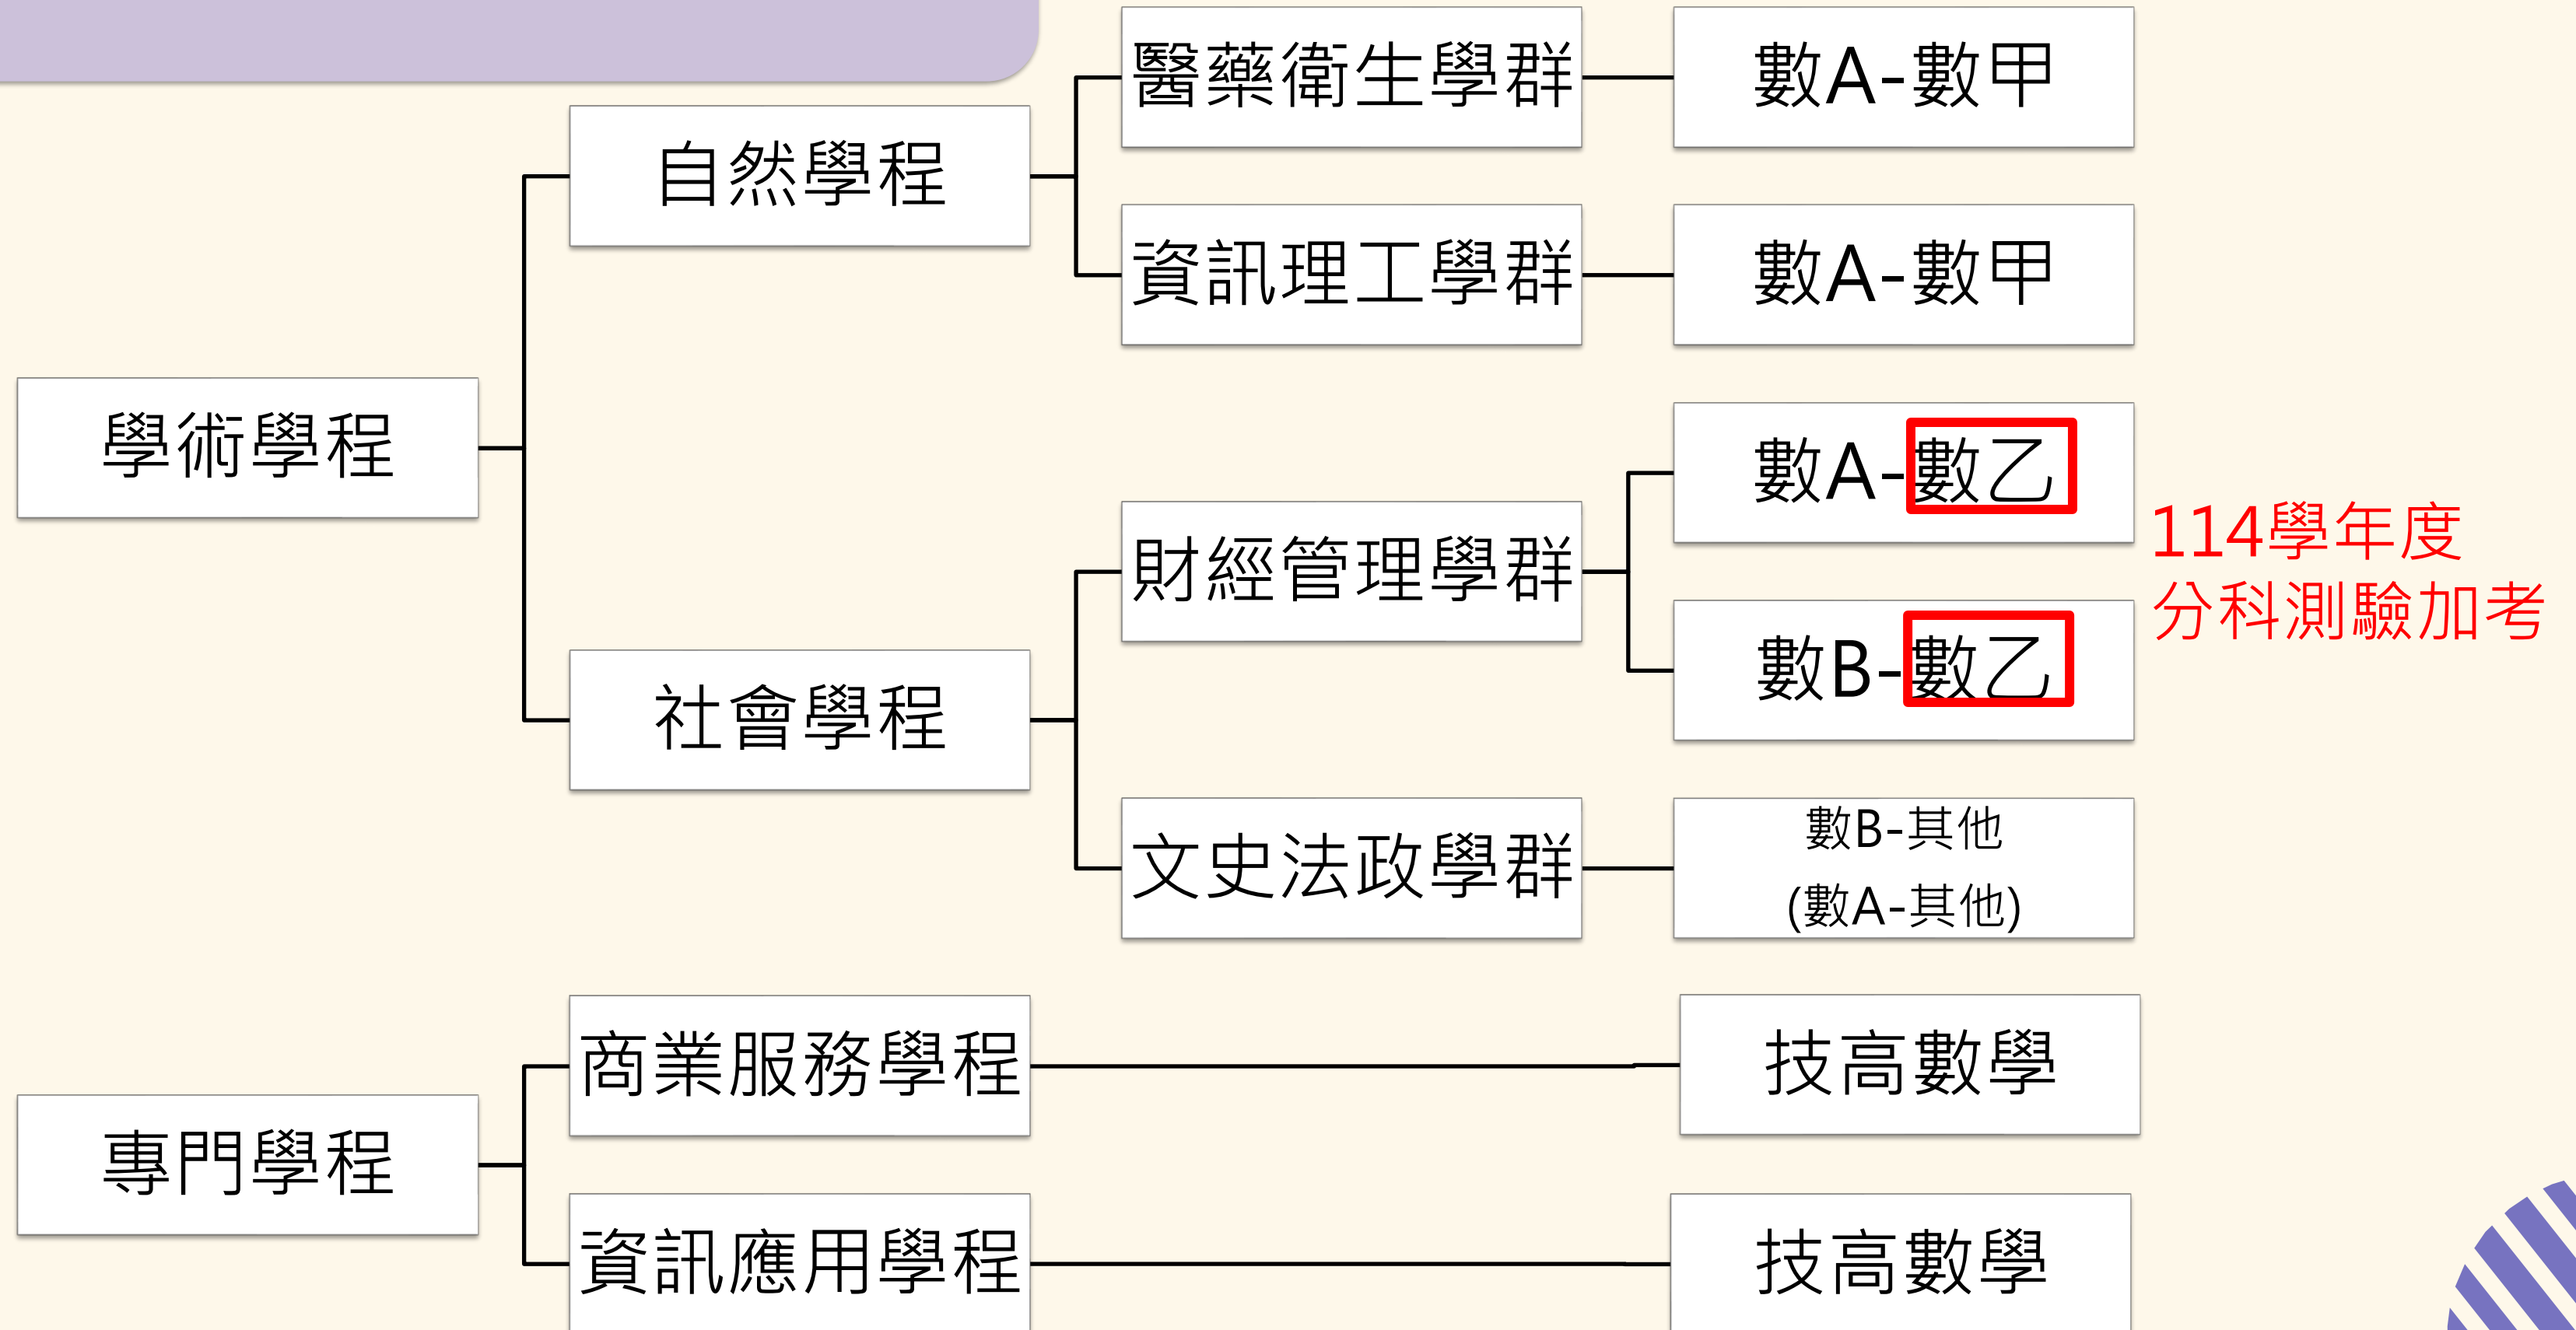 學術學程
自然學程
醫藥衛生學群
數A-數甲
資訊理工學群
數A-數甲
社會學程
財經管理學群
數A-數乙
數B-數乙
114學年度
分科測驗加考
文史法政學群
數B-其他
(數A-其他)
專門學程
商業服務學程
技高數學
資訊應用學程
技高數學